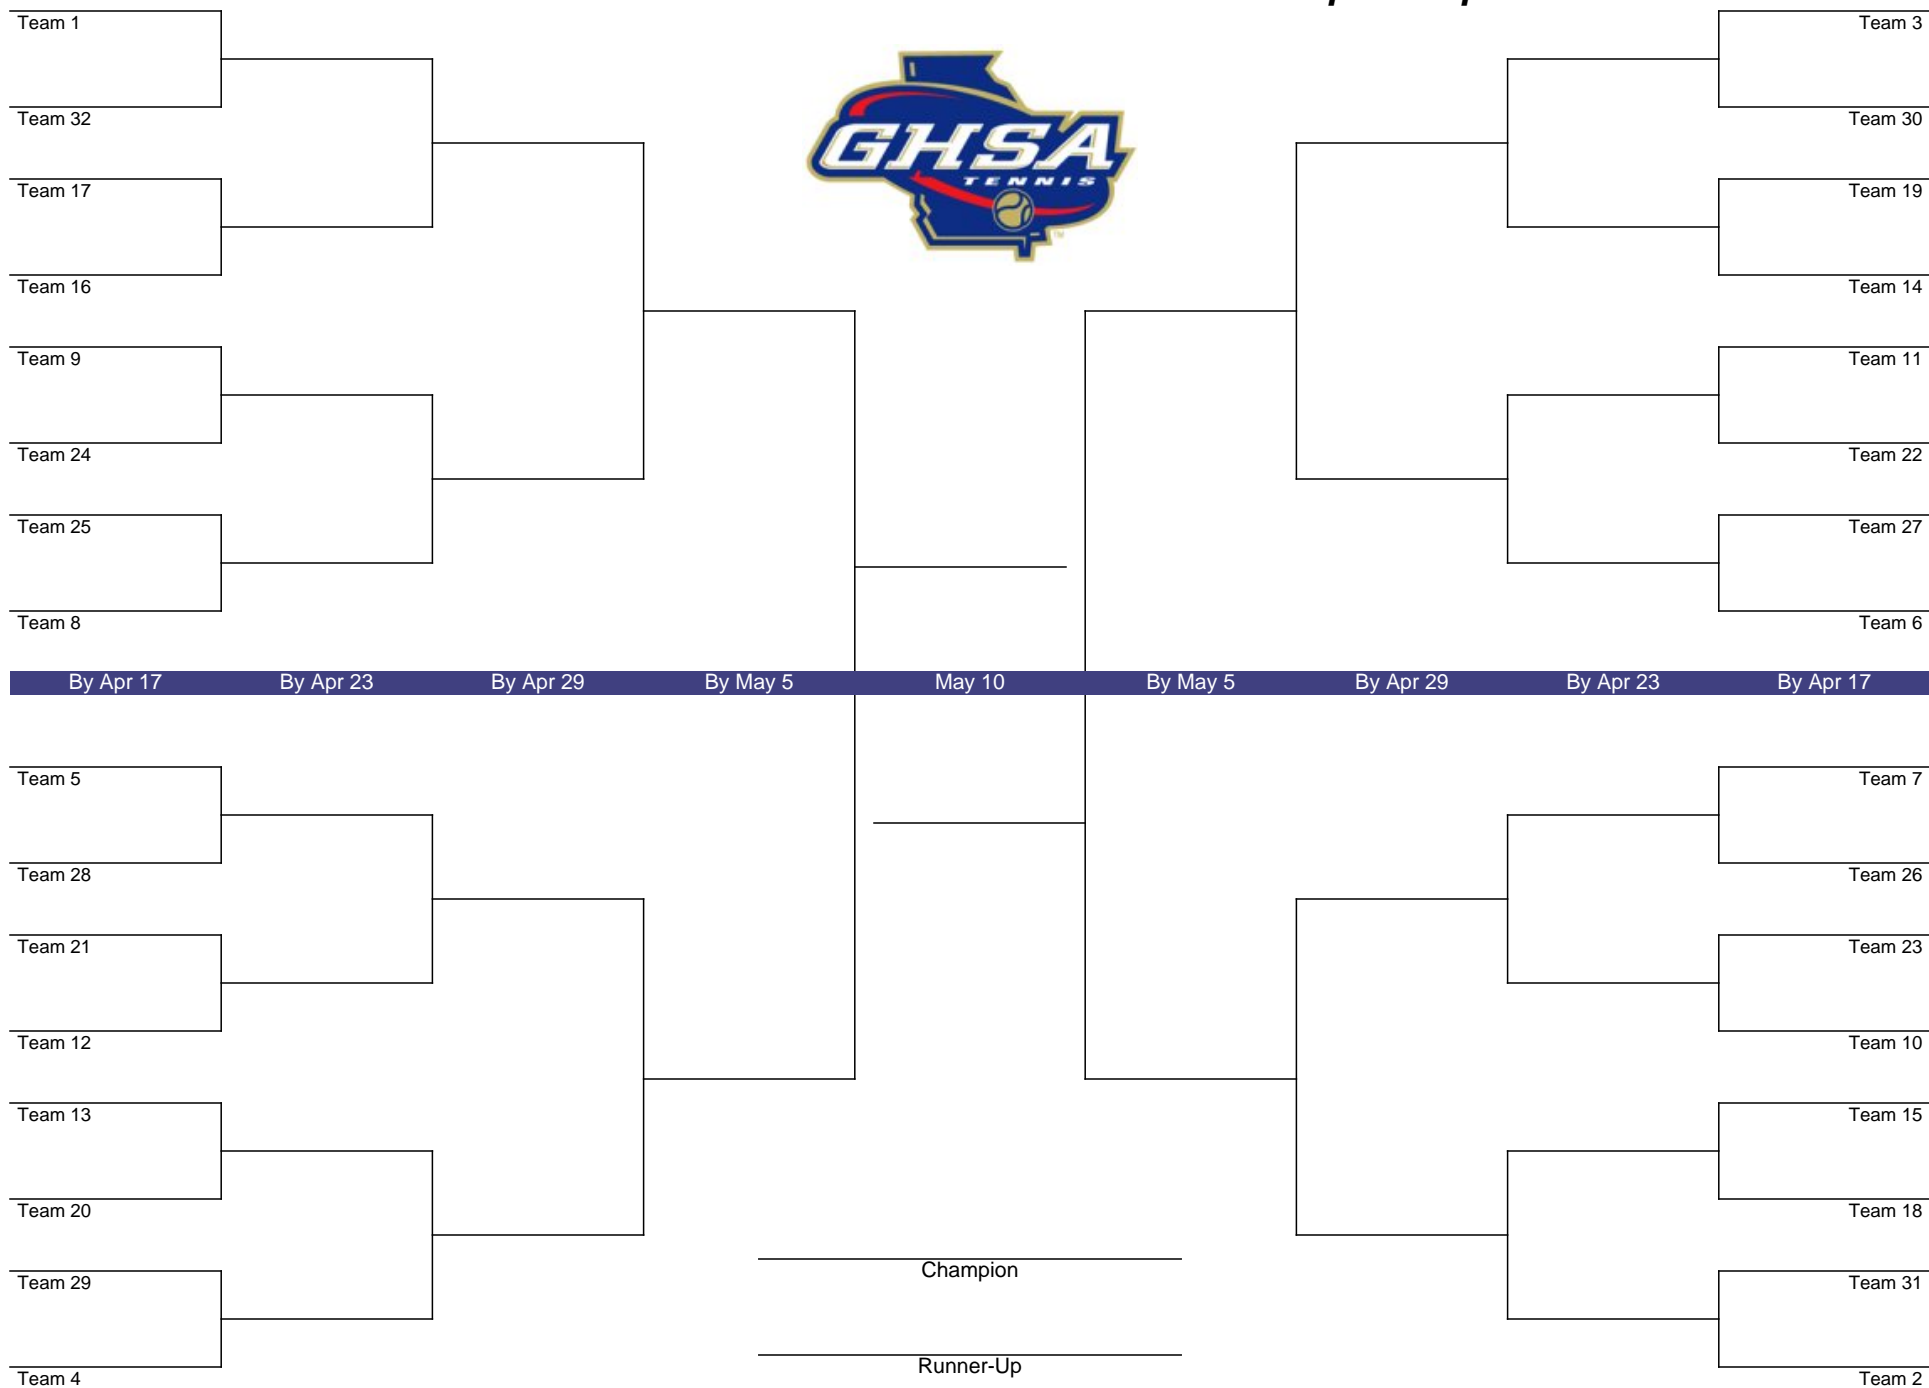 Team 1
Team 32
Team 17
Team 16
Team 9
Team 24
Team 25
Team 8
GHSA
TENNIS
TM
Team 3
Team 30
Team 19
Team 14
Team 11
Team 22
Team 27
Team 6
By Apr 17 By Apr 23 By Apr 29 By May 5 May 10 By May 5 By Apr 29 By Apr 23 By Apr 17
Team 5
Team 28
Team 21
Team 12
Team 13
Team 20
Team 29
Team 4
Champion
Runner-Up
Team 7
Team 26
Team 23
Team 10
Team 15
Team 18
Team 31
Team 2